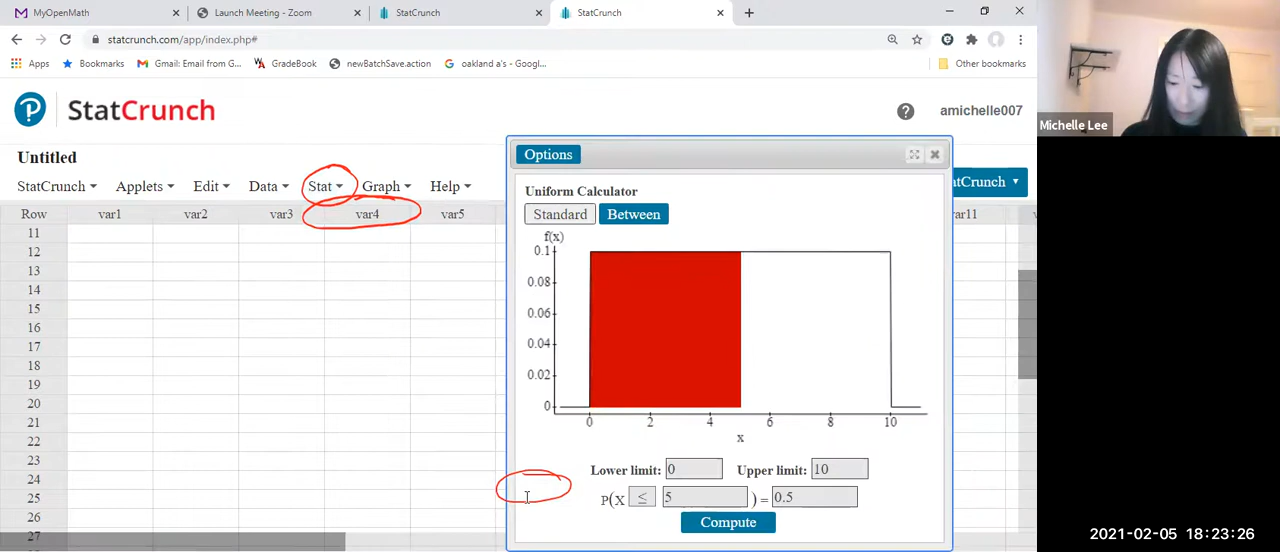 MyOpenMath
Launch Meeting - Zoom
StatCrunch
StatCrunch
statcrunch.com/app/index.php#
Apps
Bookmarks
Gmail: Email from G...
GradeBook
newBatchSave.action
oakland a's - Googl...
Other bookmarks
P
StatCrunch
?
amichelle007
Michelle Lee
Untitled
StatCrunch
Applets
Edit
Data
Stat
Graph
Help
Row var1 var2 var3 var4 var5
11
12
13
14
15
16
17
18
19
20
21
22
23
24
25
26
27
Options
atCrunch
var11
Uniform Calculator
Standard Between
f(x)
0.1
0.08
0.06
0.04
0.02
0
0 2 4 6 8 10
x
Lower limit: 0 Upper limit: 10
P(X ≤ 5 ) = 0.5
Compute
2021-02-05 18:23:26